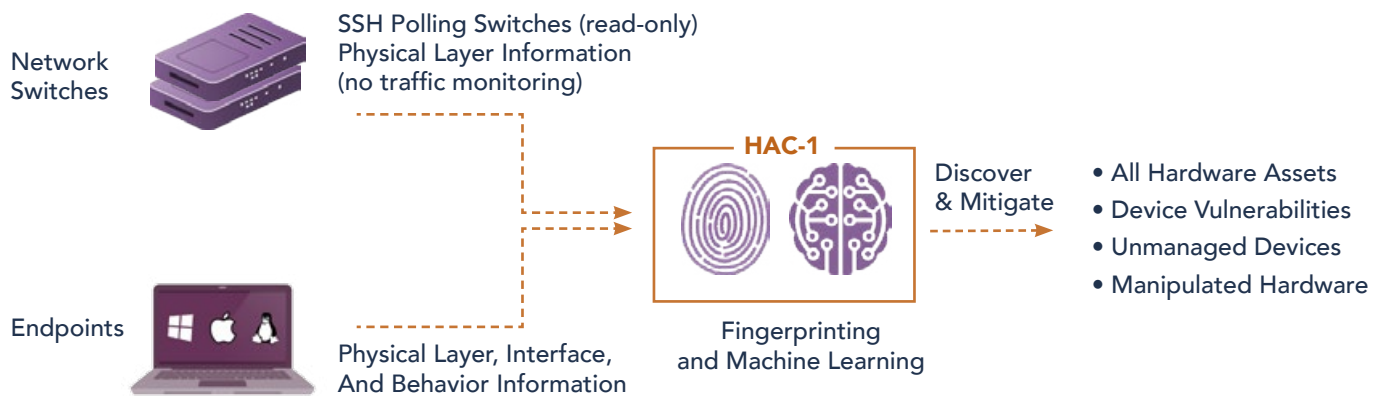 Network
Switches
SSH Polling Switches (read-only)
Physical Layer Information
(no traffic monitoring)
Endpoints
Physical Layer, Interface,
And Behavior Information
HAC-1
Fingerprinting
and Machine Learning
Discover
& Mitigate
• All Hardware Assets
• Device Vulnerabilities
• Unmanaged Devices
• Manipulated Hardware